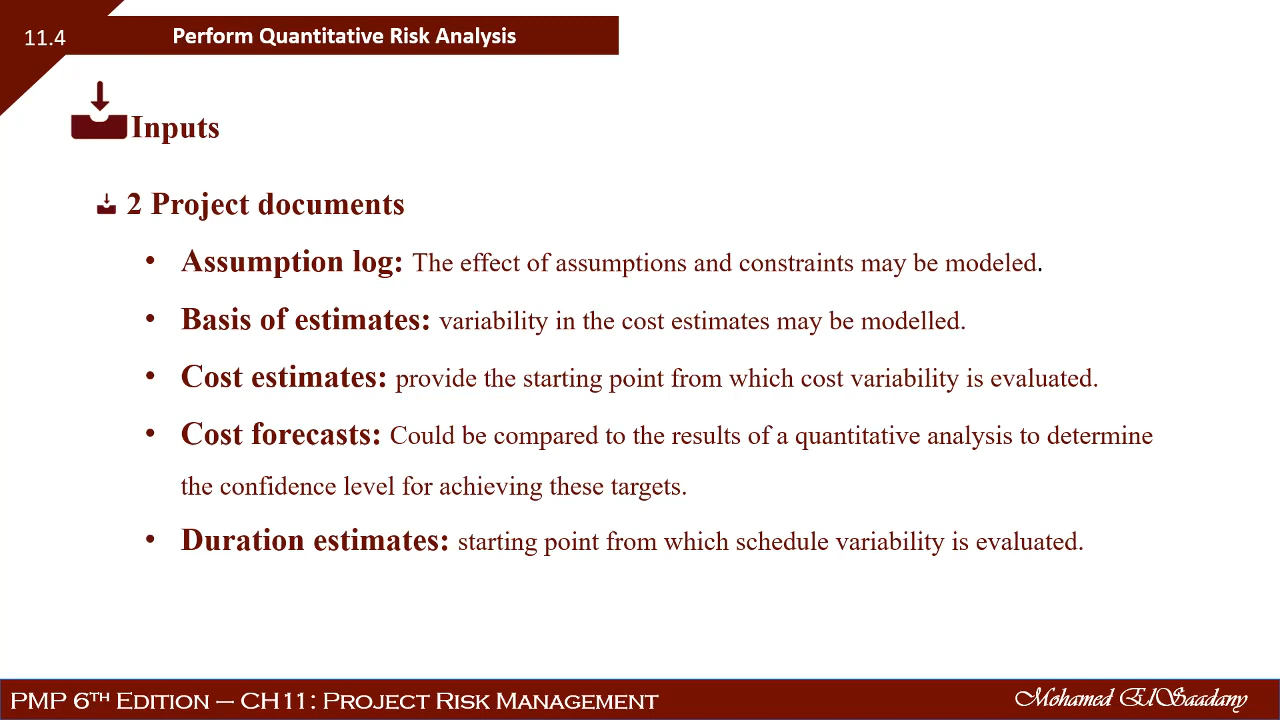 11.4
Perform Quantitative Risk Analysis
Inputs
2 Project documents
• Assumption log: The effect of assumptions and constraints may be modeled.
• Basis of estimates: variability in the cost estimates may be modelled.
• Cost estimates: provide the starting point from which cost variability is evaluated.
• Cost forecasts: Could be compared to the results of a quantitative analysis to determine
the confidence level for achieving these targets.
• Duration estimates: starting point from which schedule variability is evaluated.
PMP 6TH EDITION – CH11: PROJECT RISK MANAGEMENT
Mohamed ElSaadany